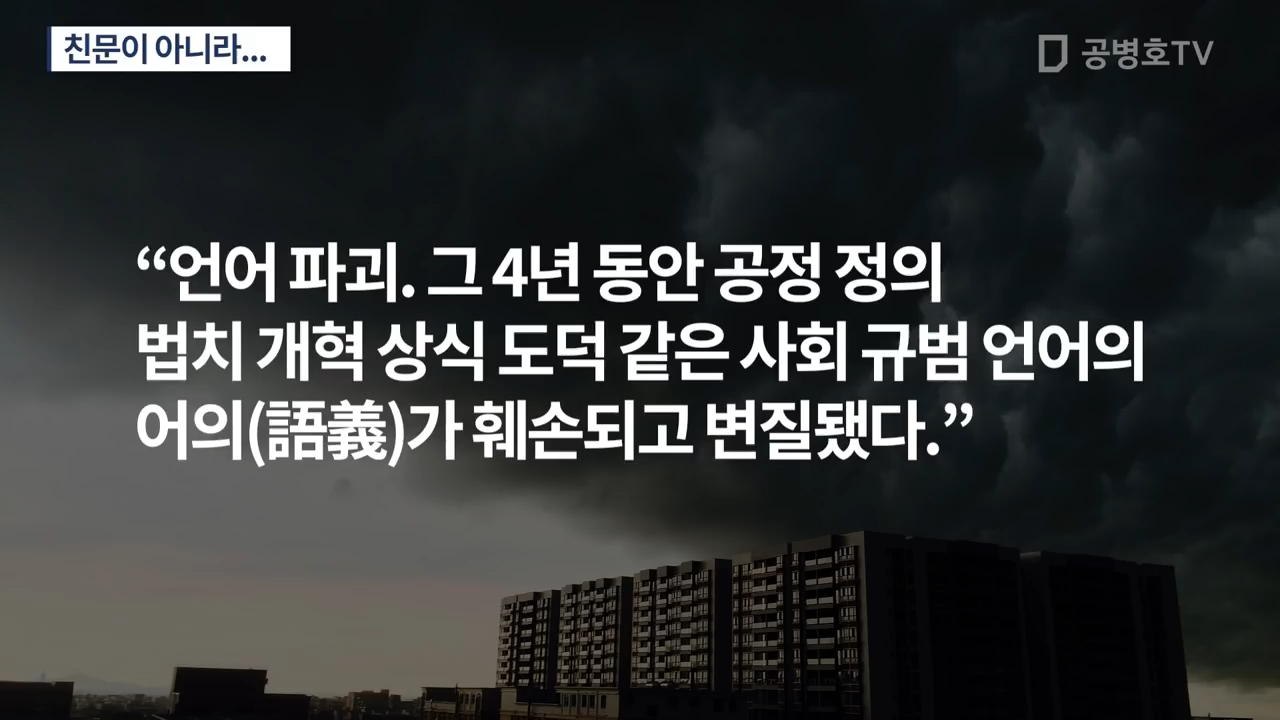 친문이 아니라...
공병호TV
“언어 파괴. 그 4년 동안 공정 정의
법치 개혁 상식 도덕 같은 사회 규범 언어의
어의(語義)가 훼손되고 변질됐다.”